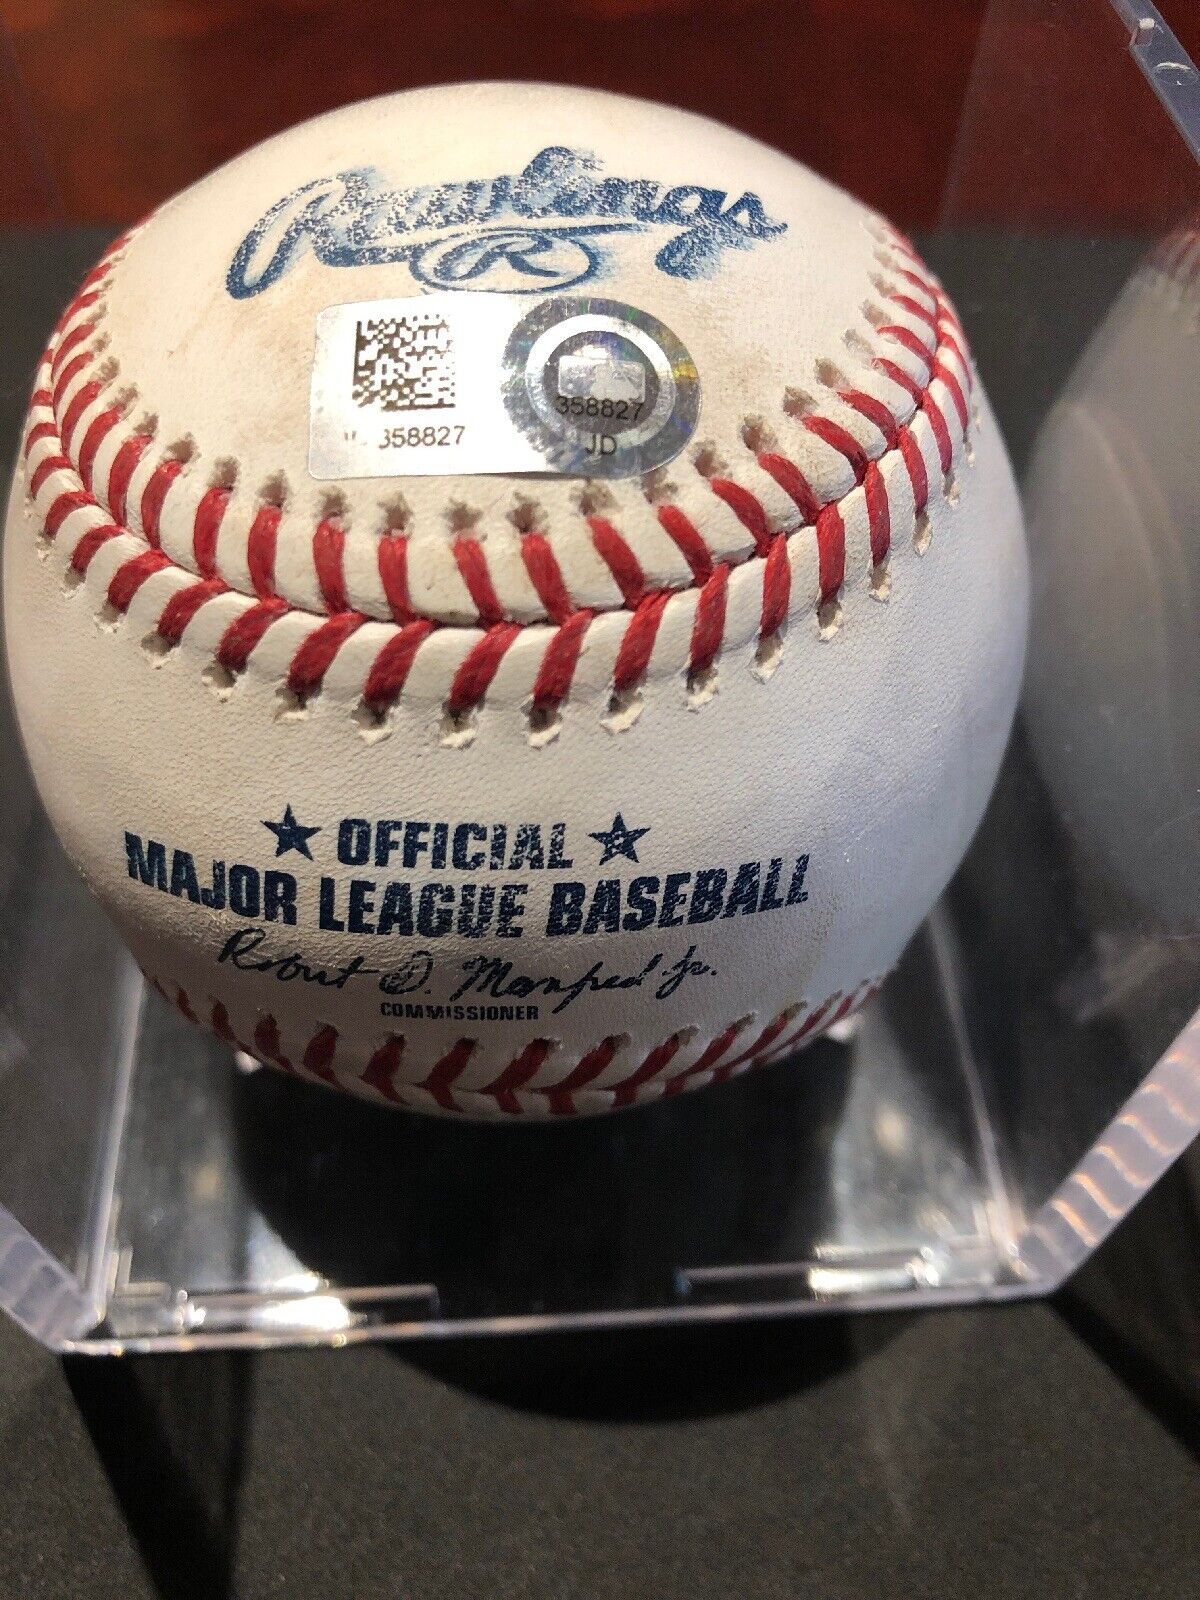 Rawlings
R
358827
358827
JD
OFFICIAL
MAJOR LEAGUE BASEBALL
Robert D. Manfred Jr.
COMMISSIONER